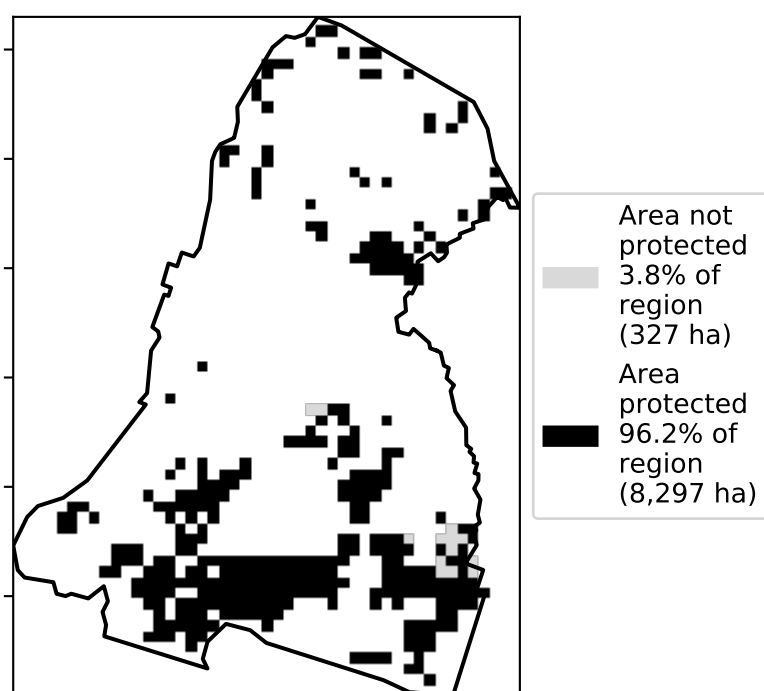 Area not
protected
3.8% of
region
(327 ha)
Area
protected
96.2% of
region
(8,297 ha)